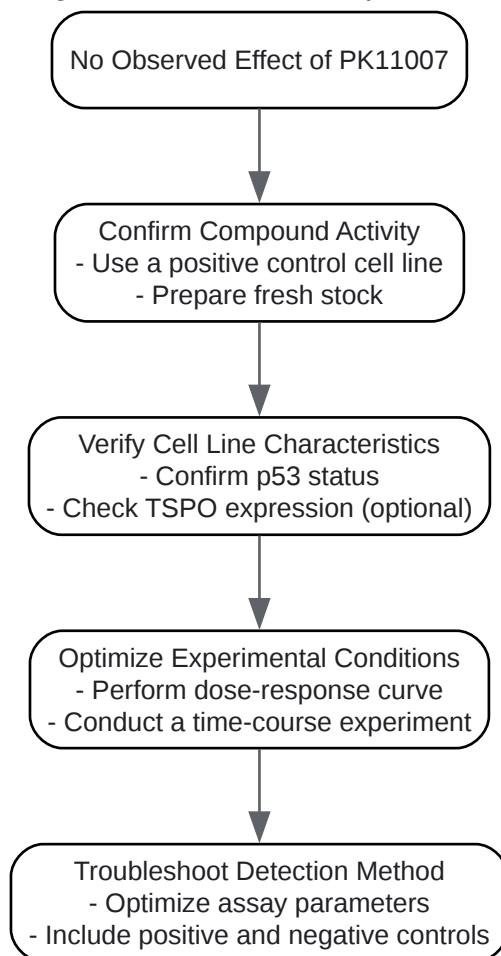 No Observed Effect of PK11007
Confirm Compound Activity
- Use a positive control cell line
- Prepare fresh stock
Verify Cell Line Characteristics
- Confirm p53 status
- Check TSPO expression (optional)
Optimize Experimental Conditions
- Perform dose-response curve
- Conduct a time-course experiment
Troubleshoot Detection Method
- Optimize assay parameters
- Include positive and negative controls